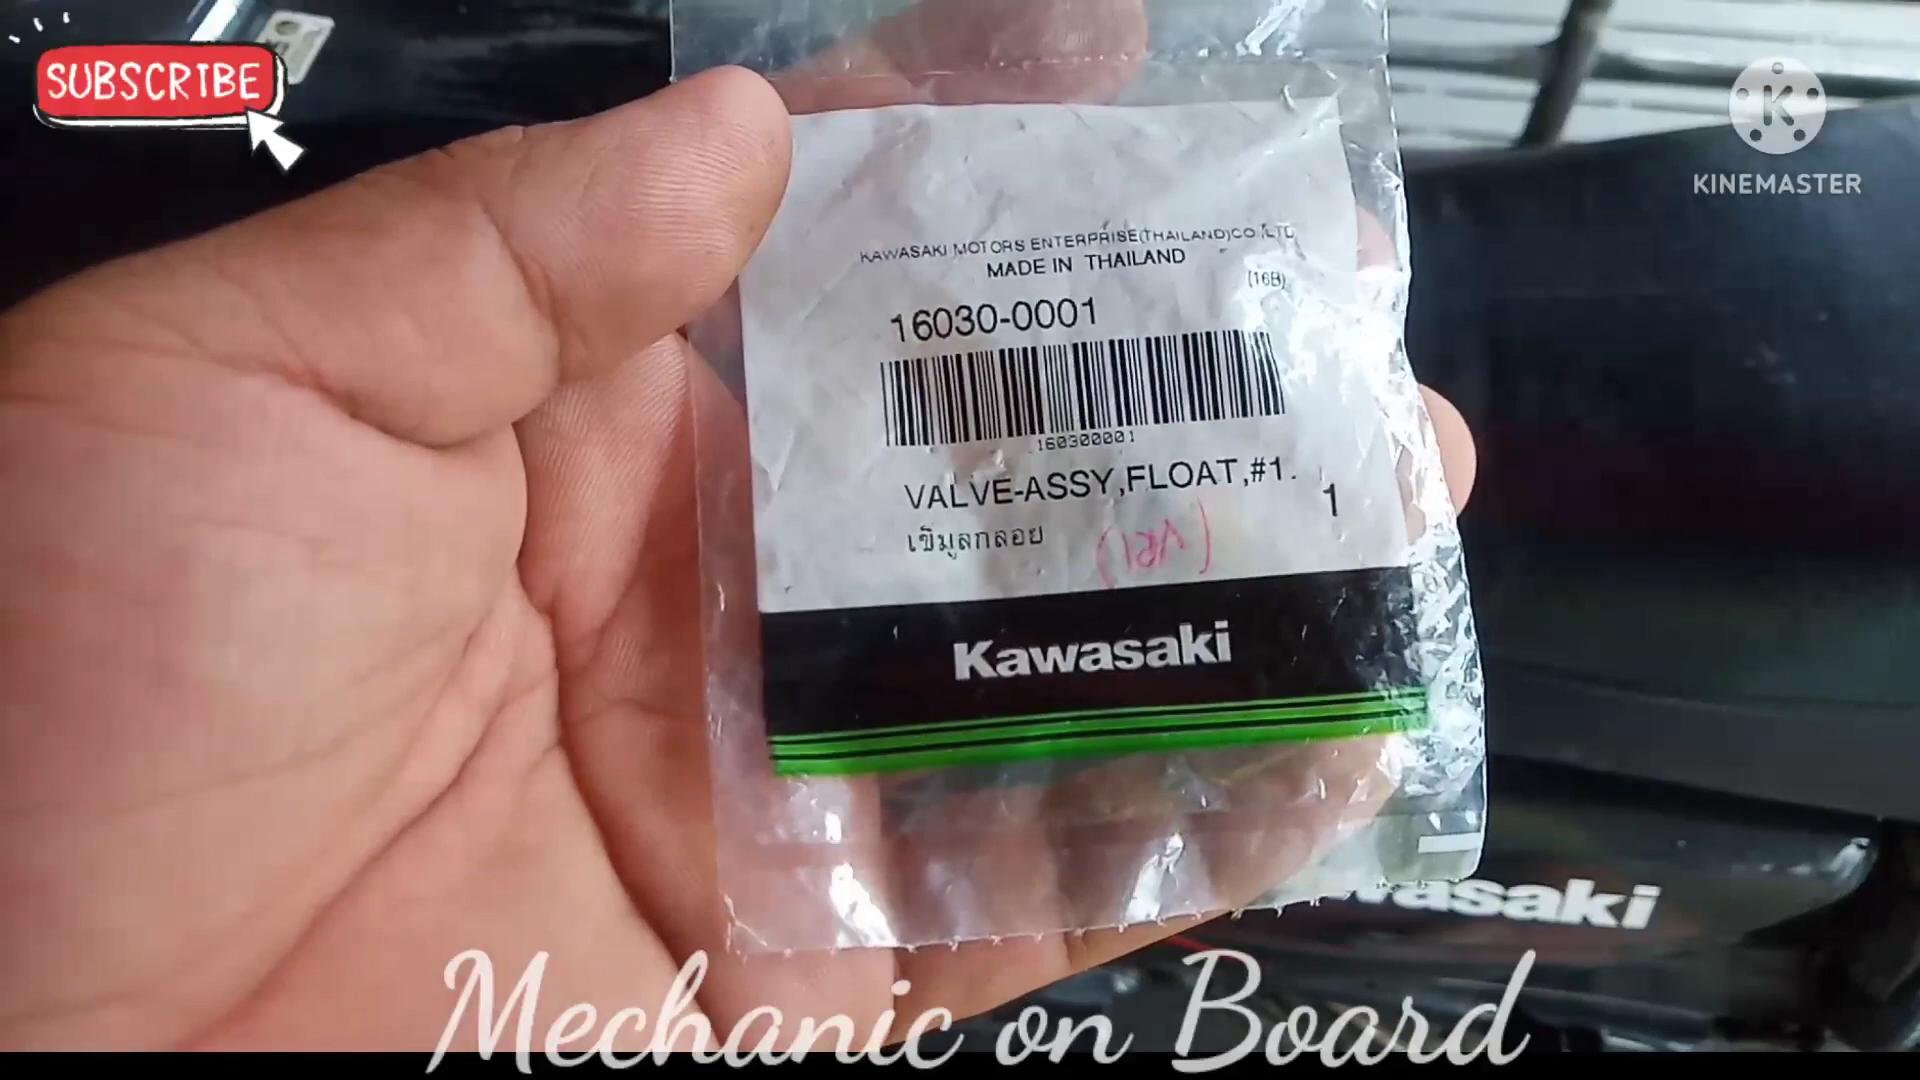 SUBSCRIBE
KINEMASTER
KAWASAKI MOTORS ENTERPRISE(THAILAND)CO.,LTD
MADE IN THAILAND
(16B)
16030-0001
160300001
VALVE-ASSY,FLOAT,#1.
1
เข็มลูกลอย
Kawasaki
wasaki
Mechanic on Board